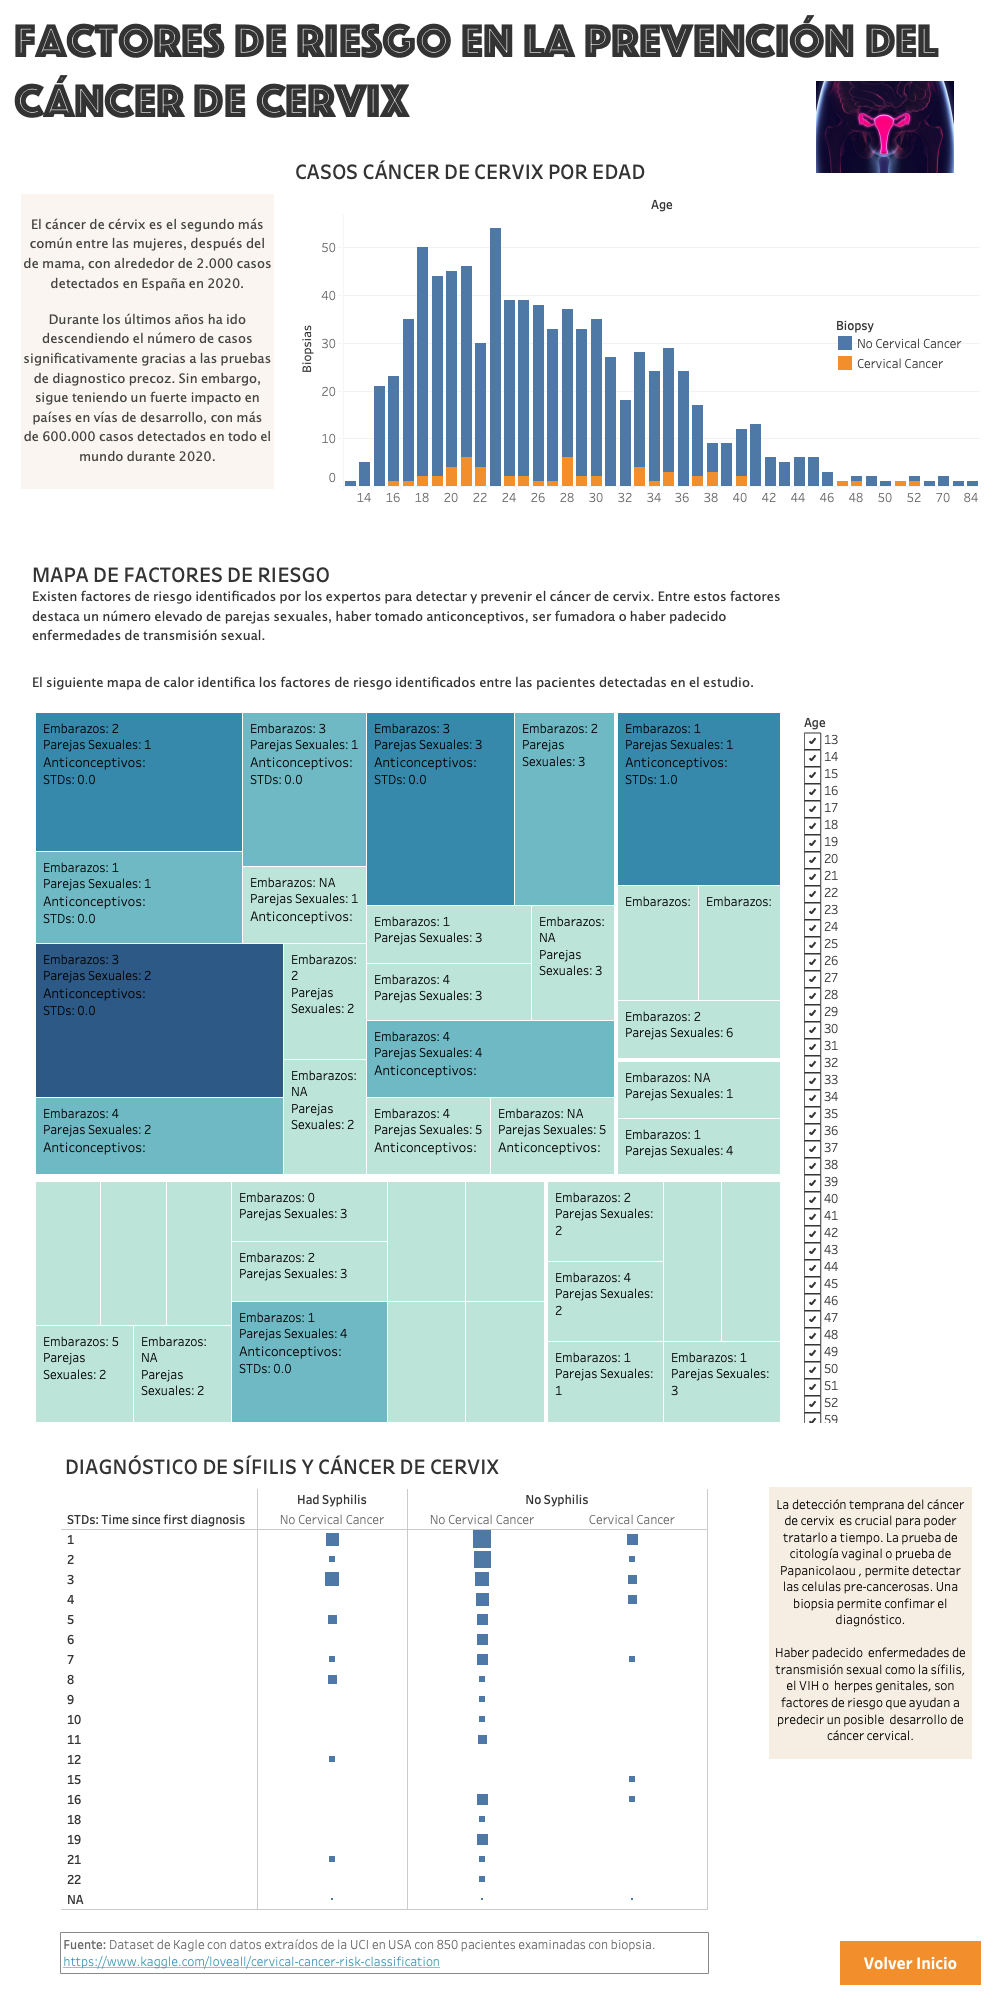 FACTORES DE RIESGO EN LA PREVENCIÓN DEL
CÁNCER DE CERVIX
CASOS CÁNCER DE CERVIX POR EDAD
El cáncer de cérvix es el segundo más
común entre las mujeres, después del
de mama, con alrededor de 2.000 casos
detectados en España en 2020.
Durante los últimos años ha ido
descendiendo el número de casos
significativamente gracias a las pruebas
de diagnostico precoz. Sin embargo,
sigue teniendo un fuerte impacto en
países en vías de desarrollo, con más
de 600.000 casos detectados en todo el
mundo durante 2020.
Age
Biopsias
50
40
30
20
10
0
Biopsy
No Cervical Cancer
Cervical Cancer
14 16 18 20 22 24 26 28 30 32 34 36 38 40 42 44 46 48 50 52 70 84
MAPA DE FACTORES DE RIESGO
Existen factores de riesgo identificados por los expertos para detectar y prevenir el cáncer de cervix. Entre estos factores
destaca un número elevado de parejas sexuales, haber tomado anticonceptivos, ser fumadora o haber padecido
enfermedades de transmisión sexual.
El siguiente mapa de calor identifica los factores de riesgo identificados entre las pacientes detectadas en el estudio.
Embarazos: 2
Parejas Sexuales: 1
Anticonceptivos:
STDs: 0.0
Embarazos: 3
Parejas Sexuales: 1
Anticonceptivos:
STDs: 0.0
Embarazos: 3
Parejas Sexuales: 3
Anticonceptivos:
STDs: 0.0
Embarazos: 2
Parejas
Sexuales: 3
Embarazos: 1
Parejas Sexuales: 1
Anticonceptivos:
STDs: 1.0
Embarazos: 1
Parejas Sexuales: 1
Anticonceptivos:
STDs: 0.0
Embarazos: NA
Parejas Sexuales: 1
Anticonceptivos:
Embarazos: 1
Parejas Sexuales: 3
Embarazos:
NA
Parejas
Sexuales: 3
Embarazos:
Embarazos:
Embarazos: 3
Parejas Sexuales: 2
Anticonceptivos:
STDs: 0.0
Embarazos:
2
Parejas
Sexuales: 2
Embarazos: 4
Parejas Sexuales: 3
Embarazos: 2
Parejas Sexuales: 6
Embarazos: 4
Parejas Sexuales: 4
Anticonceptivos:
Embarazos:
NA
Parejas
Sexuales: 2
Embarazos: NA
Parejas Sexuales: 1
Embarazos: 4
Parejas Sexuales: 2
Anticonceptivos:
Embarazos: 4
Parejas Sexuales: 5
Anticonceptivos:
Embarazos: NA
Parejas Sexuales: 5
Anticonceptivos:
Embarazos: 1
Parejas Sexuales: 4
Embarazos: 0
Parejas Sexuales: 3
Embarazos: 2
Parejas Sexuales:
2
Embarazos: 2
Parejas Sexuales: 3
Embarazos: 4
Parejas Sexuales:
2
Embarazos: 1
Parejas Sexuales: 4
Anticonceptivos:
STDs: 0.0
Embarazos: 5
Parejas
Sexuales: 2
Embarazos:
NA
Parejas
Sexuales: 2
Embarazos: 1
Parejas Sexuales:
1
Embarazos: 1
Parejas Sexuales:
3
Age
13
14
15
16
17
18
19
20
21
22
23
24
25
26
27
28
29
30
31
32
33
34
35
36
37
38
39
40
41
42
43
44
45
46
47
48
49
50
51
52
59
DIAGNÓSTICO DE SÍFILIS Y CÁNCER DE CERVIX
Had Syphilis No Syphilis
STDs: Time since first diagnosis No Cervical Cancer No Cervical Cancer Cervical Cancer
1
2
3
4
5
6
7
8
9
10
11
12
15
16
18
19
21
22
NA
La detección temprana del cáncer
de cervix es crucial para poder
tratarlo a tiempo. La prueba de
citología vaginal o prueba de
Papanicolaou , permite detectar
las celulas pre-cancerosas. Una
biopsia permite confimar el
diagnóstico.
Haber padecido enfermedades de
transmisión sexual como la sífilis,
el VIH o herpes genitales, son
factores de riesgo que ayudan a
predecir un posible desarrollo de
cáncer cervical.
Fuente: Dataset de Kagle con datos extraídos de la UCI en USA con 850 pacientes examinadas con biopsia.
https://www.kaggle.com/loveall/cervical-cancer-risk-classification
Volver Inicio